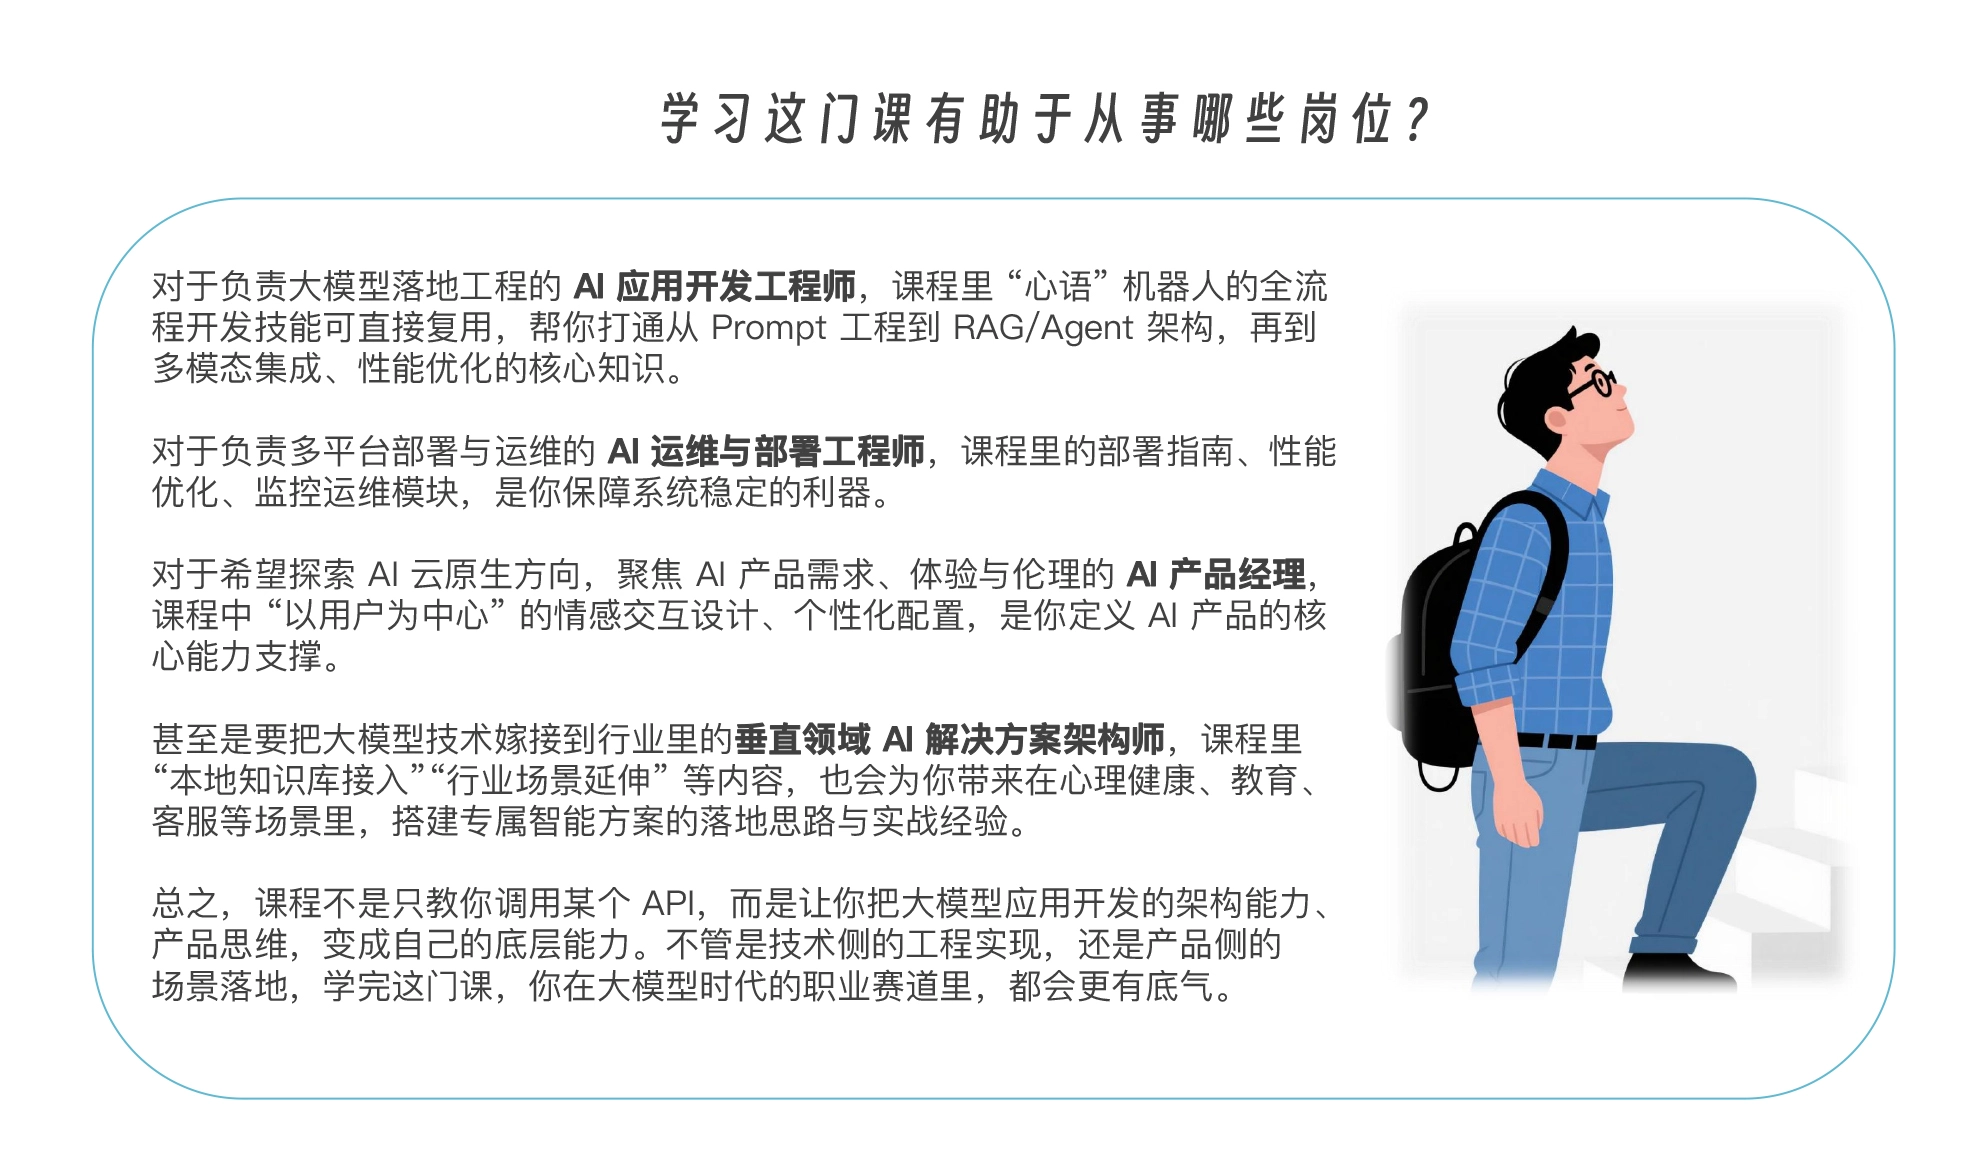 学习这门课有助于从事哪些岗位？
对于负责大模型落地工程的 AI 应用开发工程师，课程里 “心语” 机器人的全流
程开发技能可直接复用，帮你打通从 Prompt 工程到 RAG/Agent 架构，再到
多模态集成、性能优化的核心知识。
对于负责多平台部署与运维的 AI 运维与部署工程师，课程里的部署指南、性能
优化、监控运维模块，是你保障系统稳定的利器。
对于希望探索 AI 云原生方向，聚焦 AI 产品需求、体验与伦理的 AI 产品经理，
课程中 “以用户为中心” 的情感交互设计、个性化配置，是你定义 AI 产品的核
心能力支撑。
甚至是要把大模型技术嫁接到行业里的垂直领域 AI 解决方案架构师，课程里
“本地知识库接入”“行业场景延伸” 等内容，也会为你带来在心理健康、教育、
客服等场景里，搭建专属智能方案的落地思路与实战经验。
总之，课程不是只教你调用某个 API，而是让你把大模型应用开发的架构能力、
产品思维，变成自己的底层能力。不管是技术侧的工程实现，还是产品侧的
场景落地，学完这门课，你在大模型时代的职业赛道里，都会更有底气。